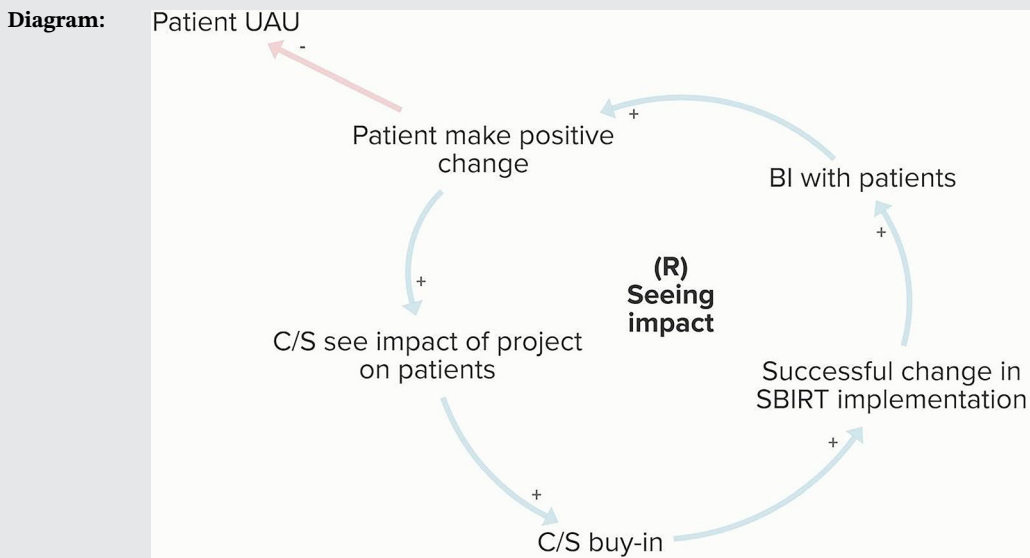 Diagram:
Patient UAU
-
+
Patient make positive
change
BI with patients
+
(R)
Seeing
impact
+
C/S see impact of project
on patients
Successful change in
SBIRT implementation
+
+
C/S buy-in